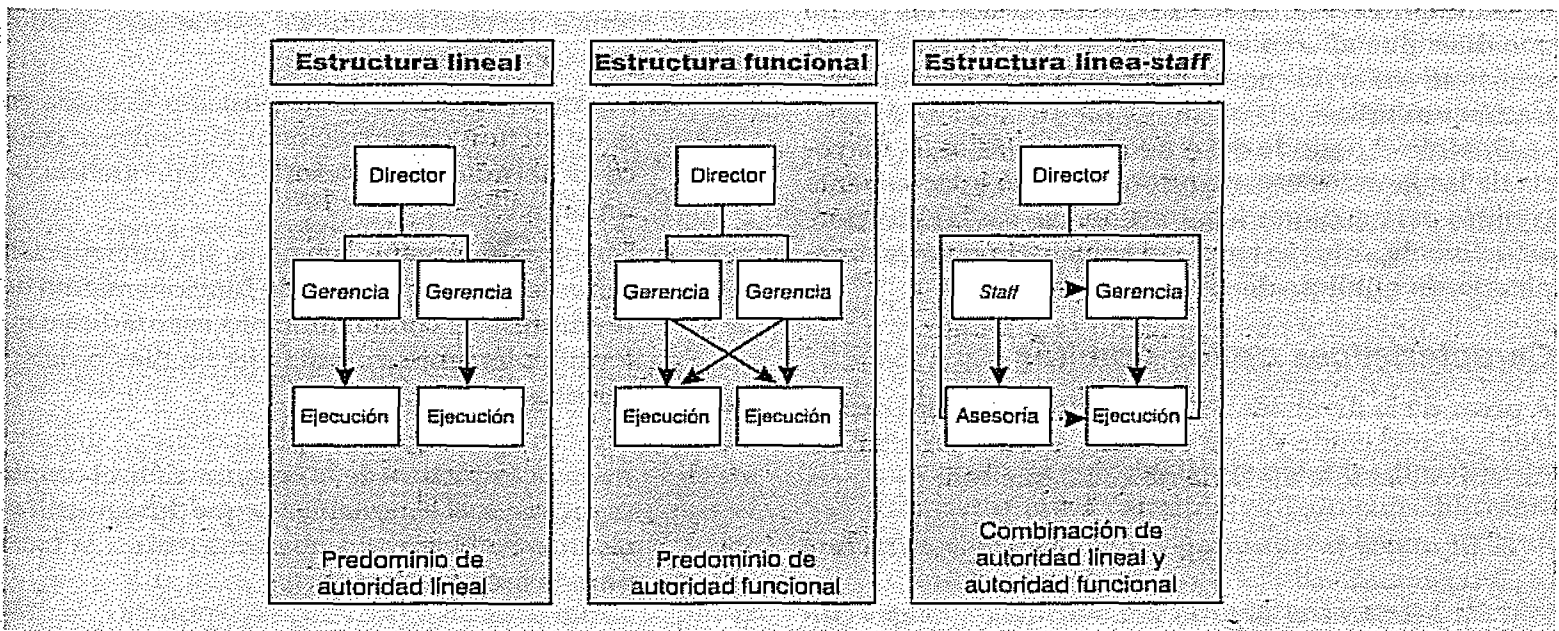 Estructura lineal
Estructura funcional
Estructura línea-staff
Director
Gerencia
Gerencia
Ejecución
Ejecución
Predominio de
autoridad lineal
Director
Gerencia
Gerencia
Ejecución
Ejecución
Predominio de
autoridad funcional
Director
Staff
Gerencia
Asesoría
Ejecución
Combinación de
autoridad lineal y
autoridad funcional